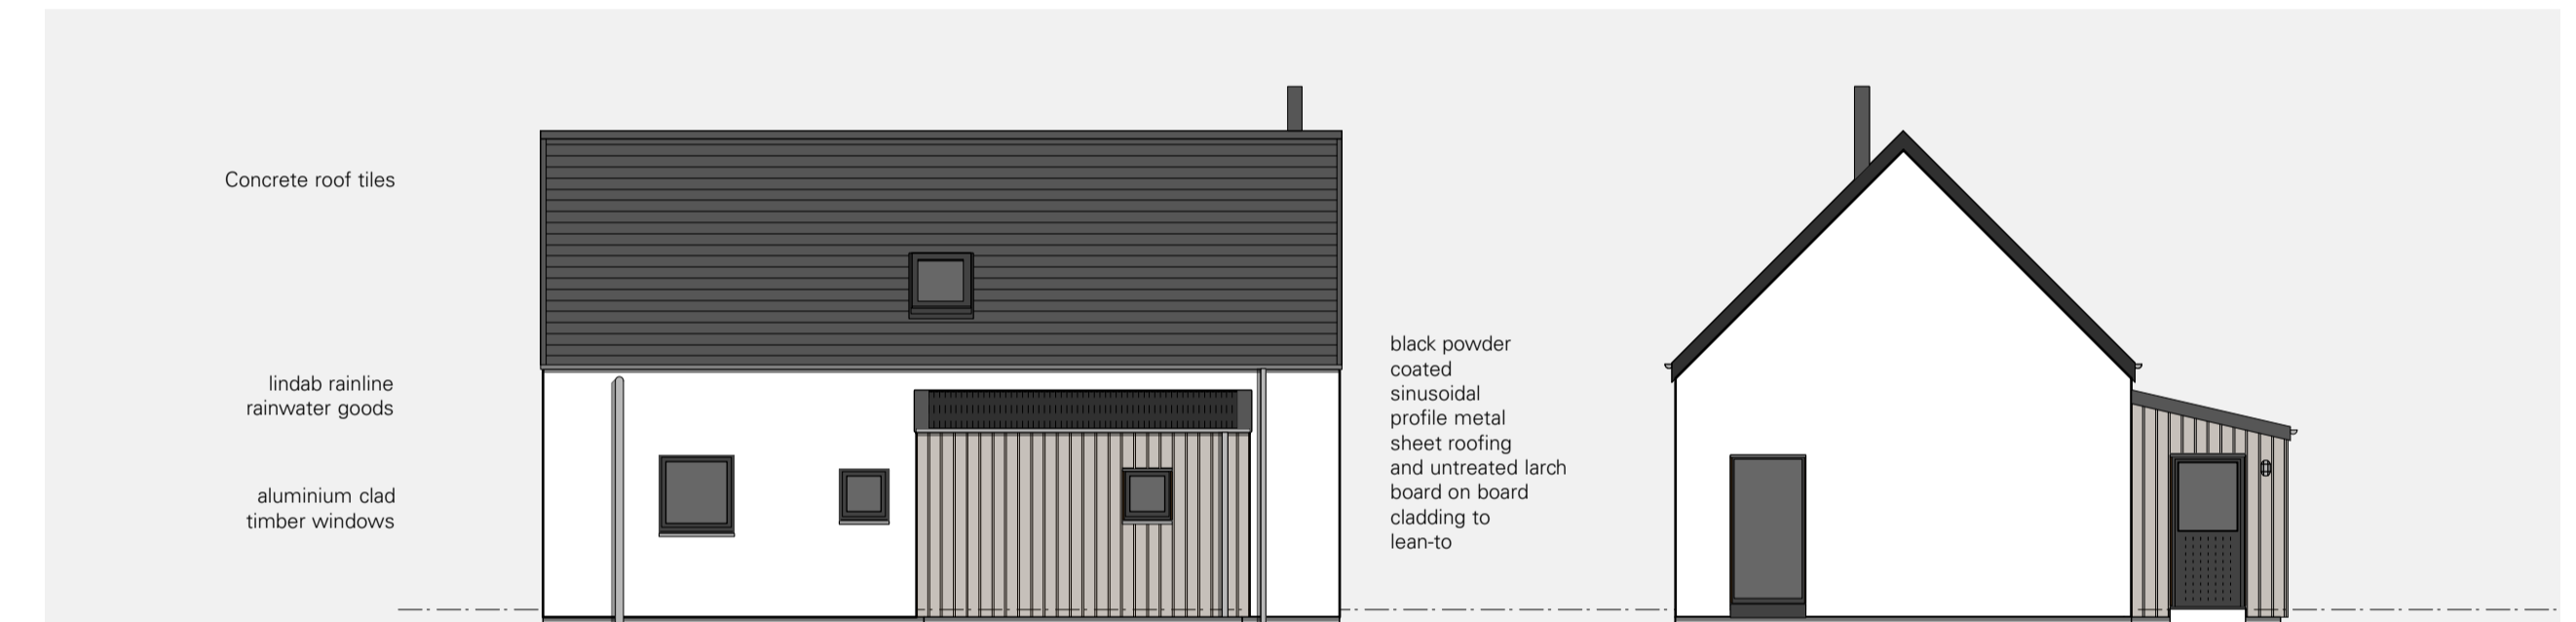 Concrete roof tiles
lindab rainline
rainwater goods
aluminium clad
timber windows
black powder
coated
sinusoidal
profile metal
sheet roofing
and untreated larch
board on board
cladding to
lean-to